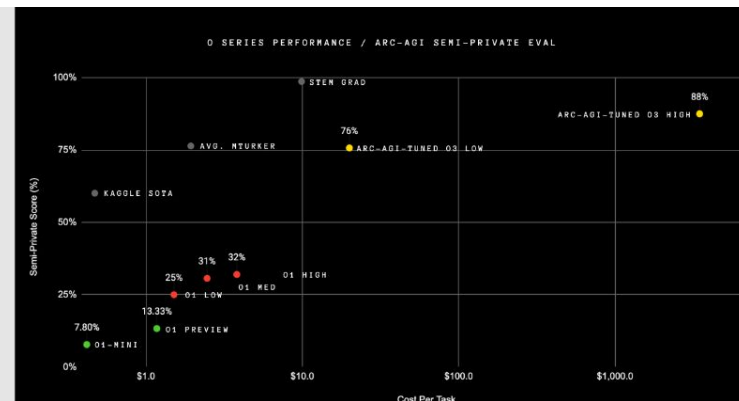 O SERIES PERFORMANCE / ARC-AGI SEMI-PRIVATE EVAL
100%
STEM GRAD
88%
ARC-AGI-TUNED O3 HIGH
76%
75%
AVG. MTURKER
ARC-AGI-TUNED O3 LOW
KAGGLE SOTA
Semi-Private Score (%)
50%
31%
32%
25%
O1 HIGH
O1 MED
25%
O1 LOW
13.33%
O1 PREVIEW
7.80%
O1-MINI
0%
$1.0
$10.0
$100.0
$1,000.0
Cost Per Task